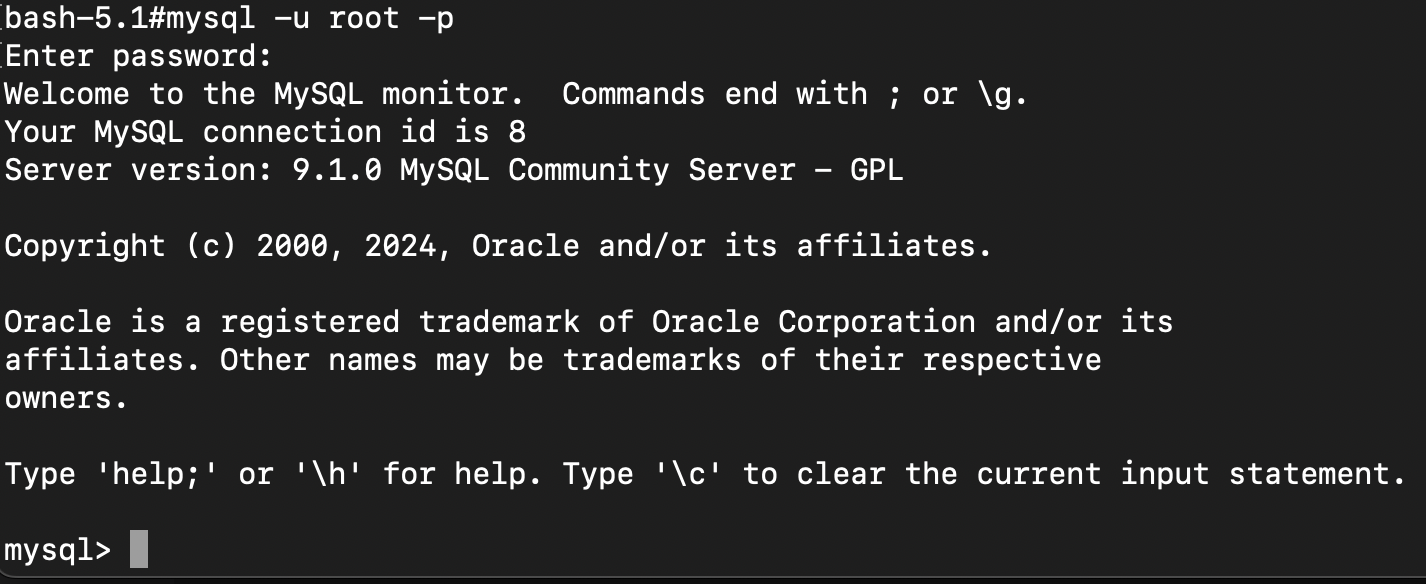 bash-5.1#mysql -u root -p
Enter password:
Welcome to the MySQL monitor.  Commands end with ; or \g.
Your MySQL connection id is 8
Server version: 9.1.0 MySQL Community Server - GPL
Copyright (c) 2000, 2024, Oracle and/or its affiliates.
Oracle is a registered trademark of Oracle Corporation and/or its
affiliates. Other names may be trademarks of their respective
owners.
Type 'help;' or '\h' for help. Type '\c' to clear the current input statement.
mysql>